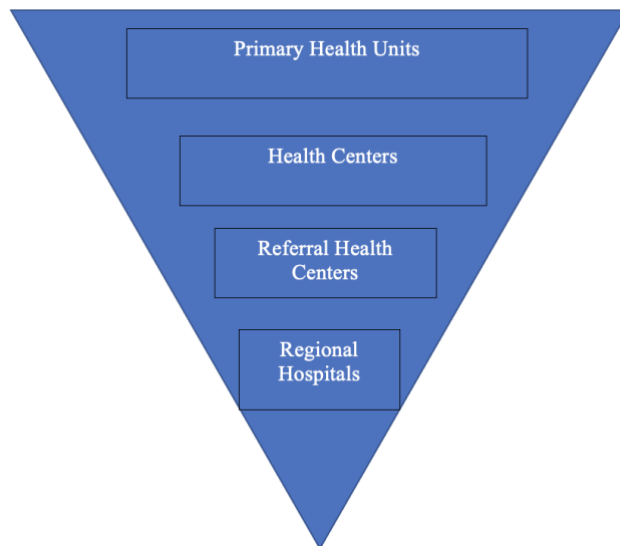 Primary Health Units
Health Centers
Referral Health
Centers
Regional
Hospitals